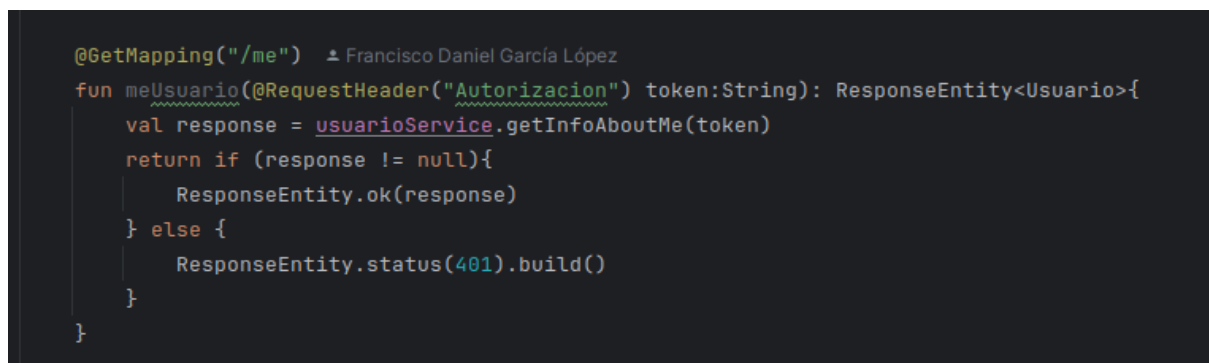 @GetMapping("/me") Francisco Daniel García López
fun meUsuario(@RequestHeader("Autorizacion") token:String): ResponseEntity<Usuario>{
val response = usuarioService.getInfoAboutMe(token)
return if (response != null){
ResponseEntity.ok(response)
} else {
ResponseEntity.status(401).build()
}
}